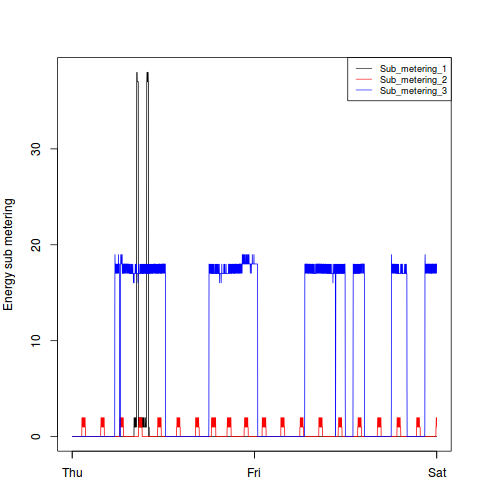 Sub_metering_1
Sub_metering_2
Sub_metering_3
Energy sub metering
30
20
10
0
Thu Fri Sat